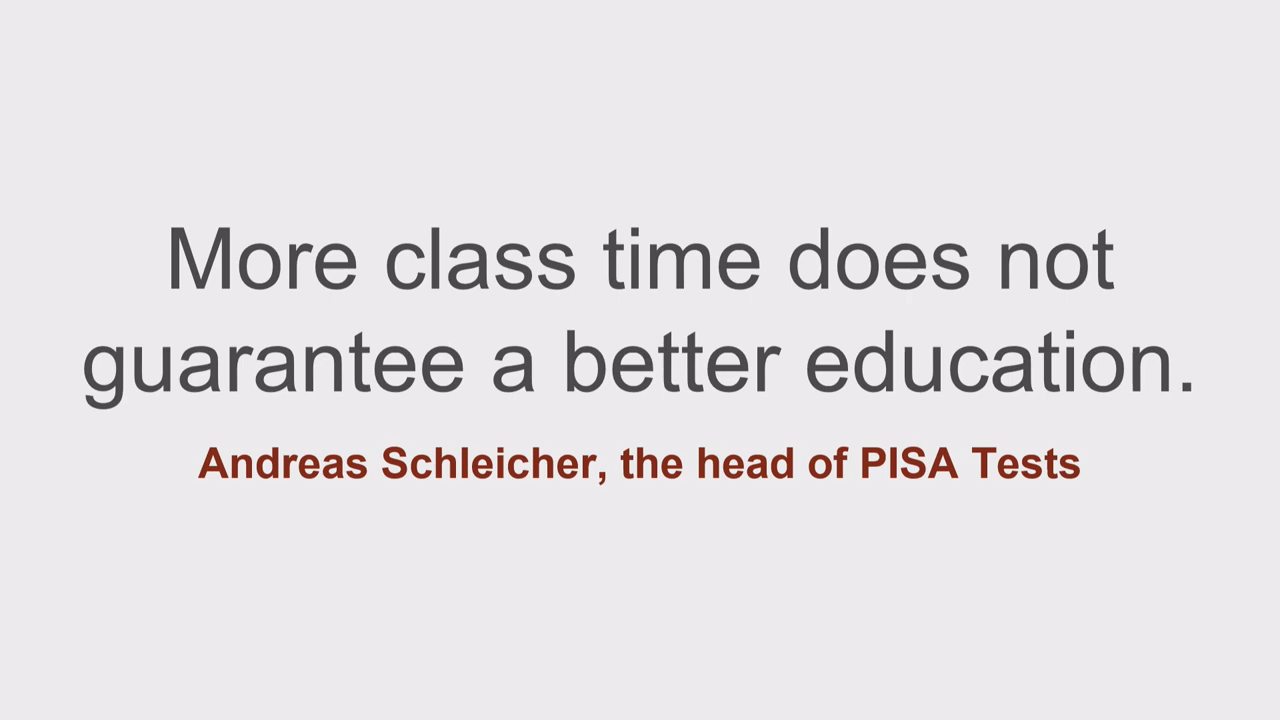 More class time does not
guarantee a better education.
Andreas Schleicher, the head of PISA Tests